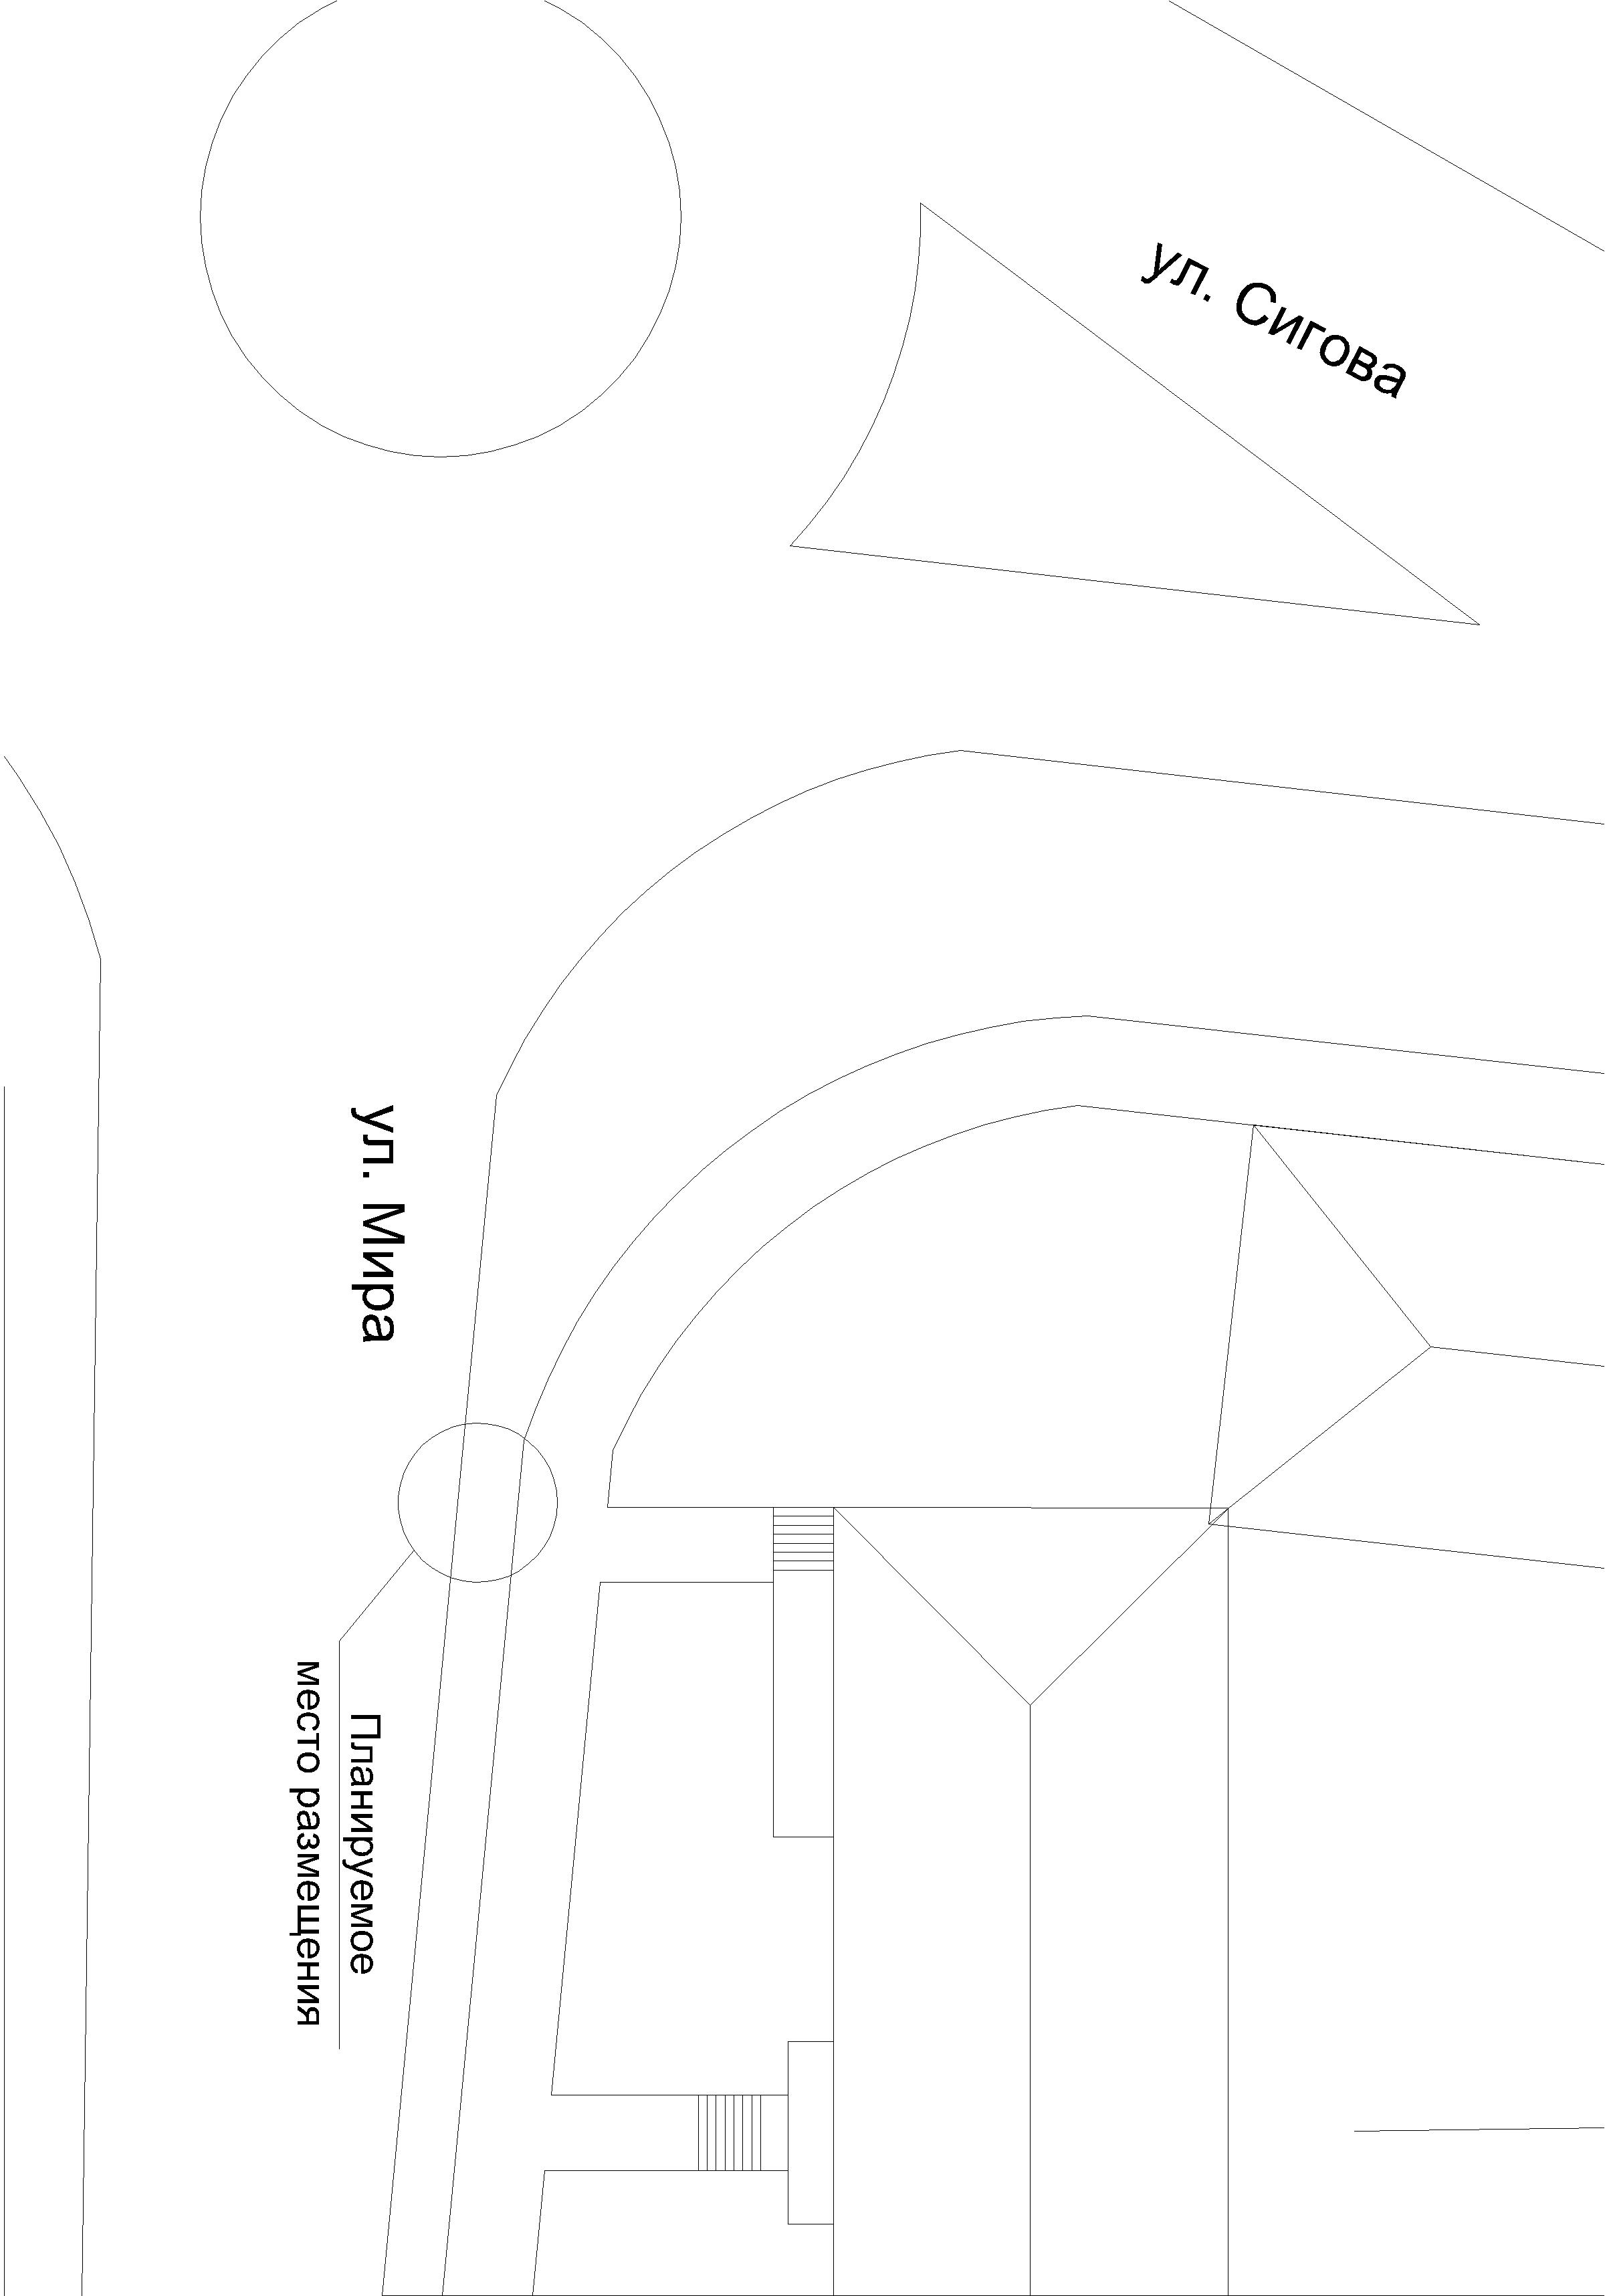 ул. Сигова
ул. Мира
Планируемое
место размещения